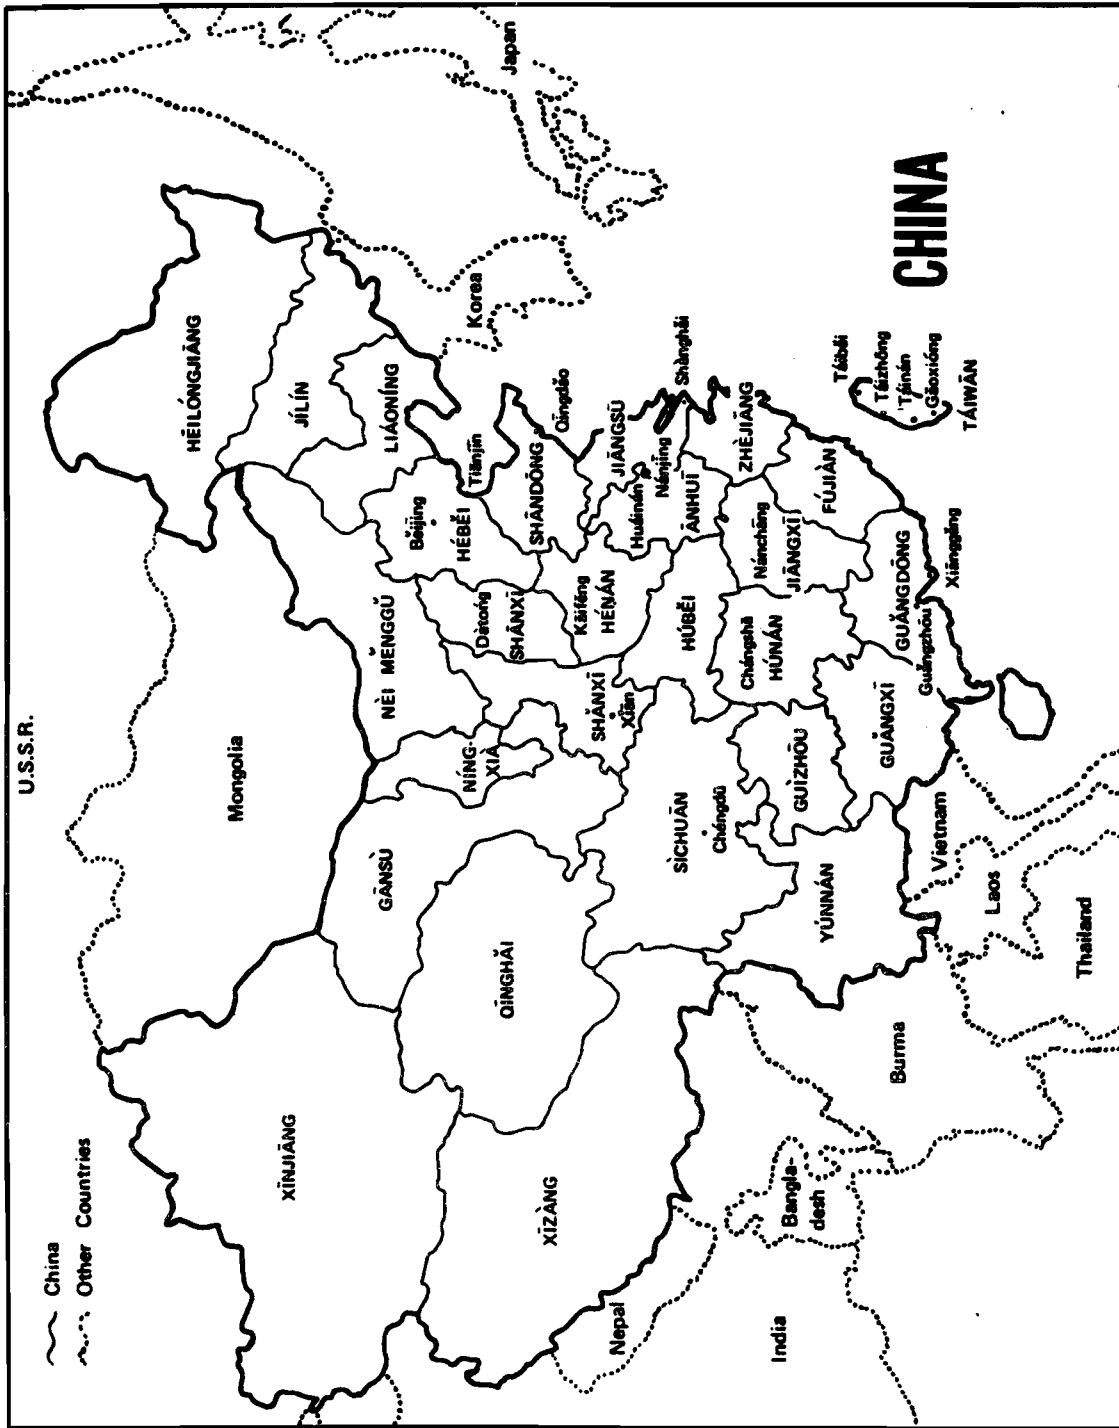 China
Other Countries
U.S.S.R.
Mongolia
HĒILÓNGJIĀNG
JÍLÍN
LIÁONÍNG
NÈI MĚNGGǓ
XĪNJIĀNG
GĀNSÙ
NÍNG-
XIÀ
Běijīng
HÉBĚI
Tiānjīn
Korea
Japan
Dàtóng
SHĀNXĪ
SHĀNDŌNG
Qīngdǎo
QĪNGHǍI
SHǍNXĪ
Xīān
Kāifēng
HÉNÁN
JIĀNGSŪ
Huáinán
Nánjīng
Shànghǎi
ĀNHUĪ
XĪZÀNG
SÌCHUĀN
Chéngdū
HÚBĚI
ZHÈJIĀNG
Nánchāng
JIĀNGXĪ
Chángshā
HÚNÁN
FÚJIÀN
GUÌZHŌU
YÚNNÁN
GUǍNGXĪ
GUǍNGDŌNG
Guǎngzhōu
Xiānggǎng
Táiběi
Táizhōng
Táinán
Gāoxióng
TÁIWĀN
Nepal
India
Bangla-
desh
Burma
Vietnam
Laos
Thailand
CHINA